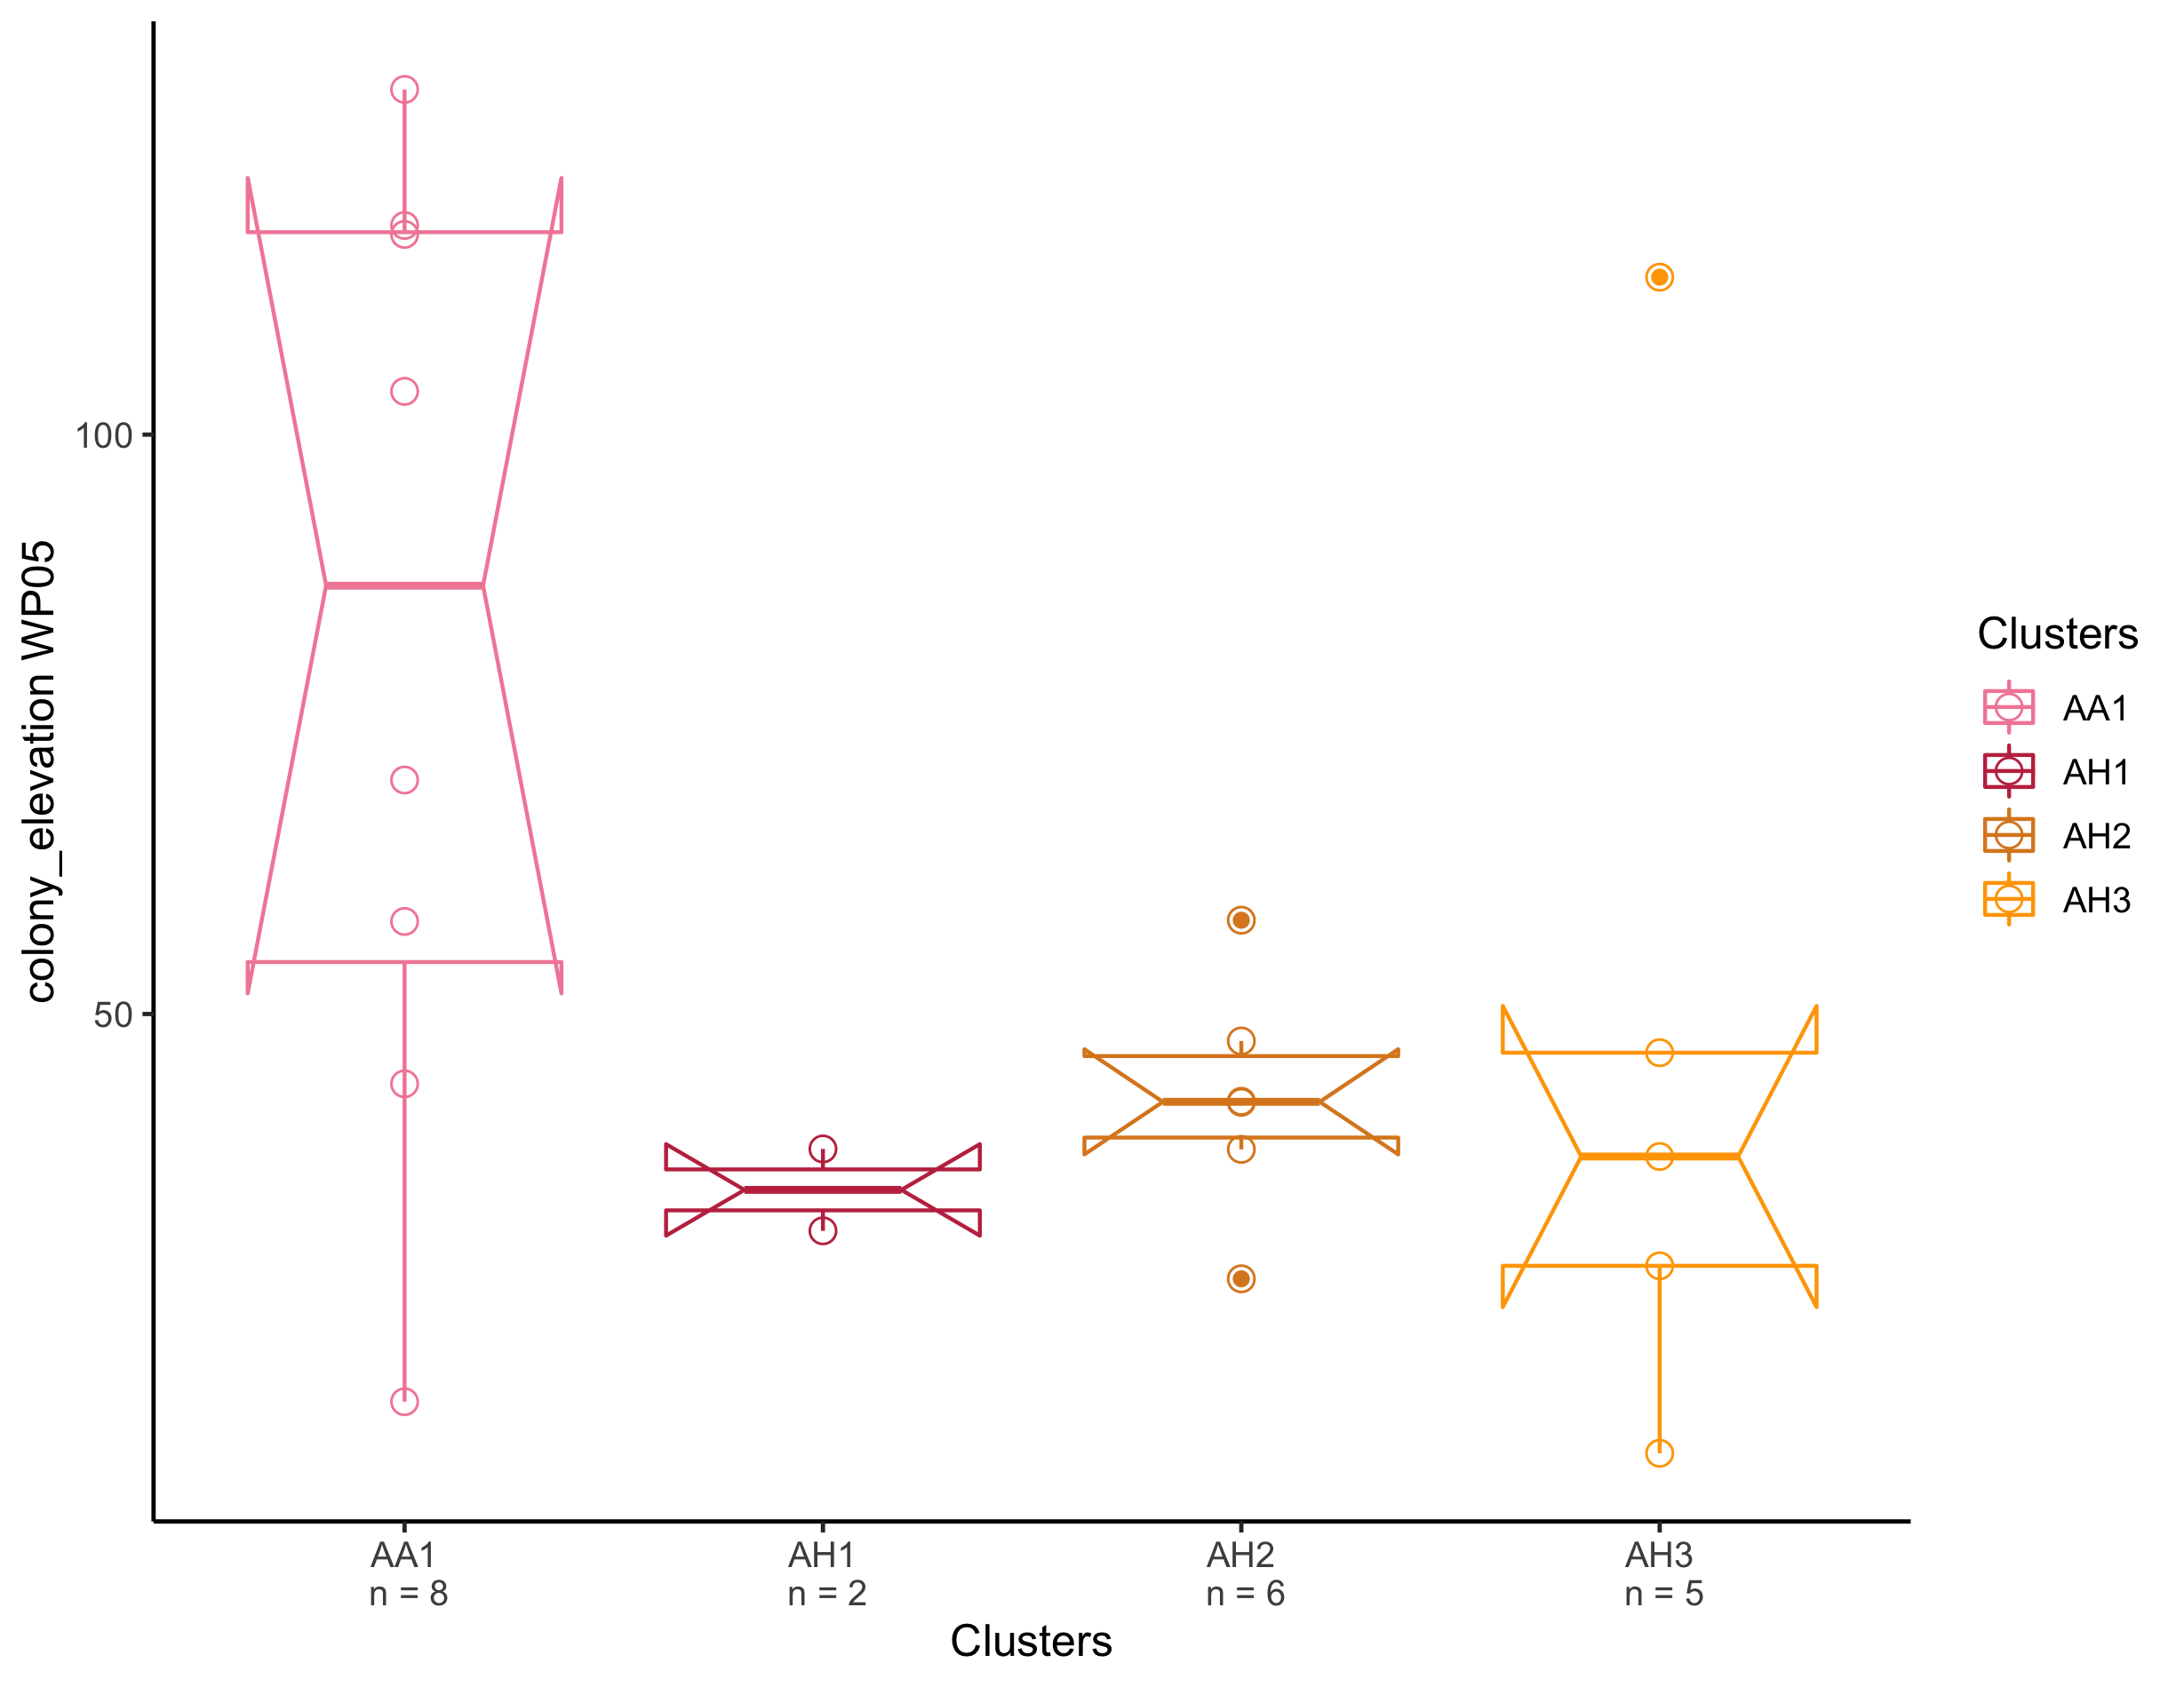 colony_elevation WP05
100
50
AA1
n = 8
AH1
n = 2
AH2
n = 6
AH3
n = 5
Clusters
Clusters
AA1
AH1
AH2
AH3